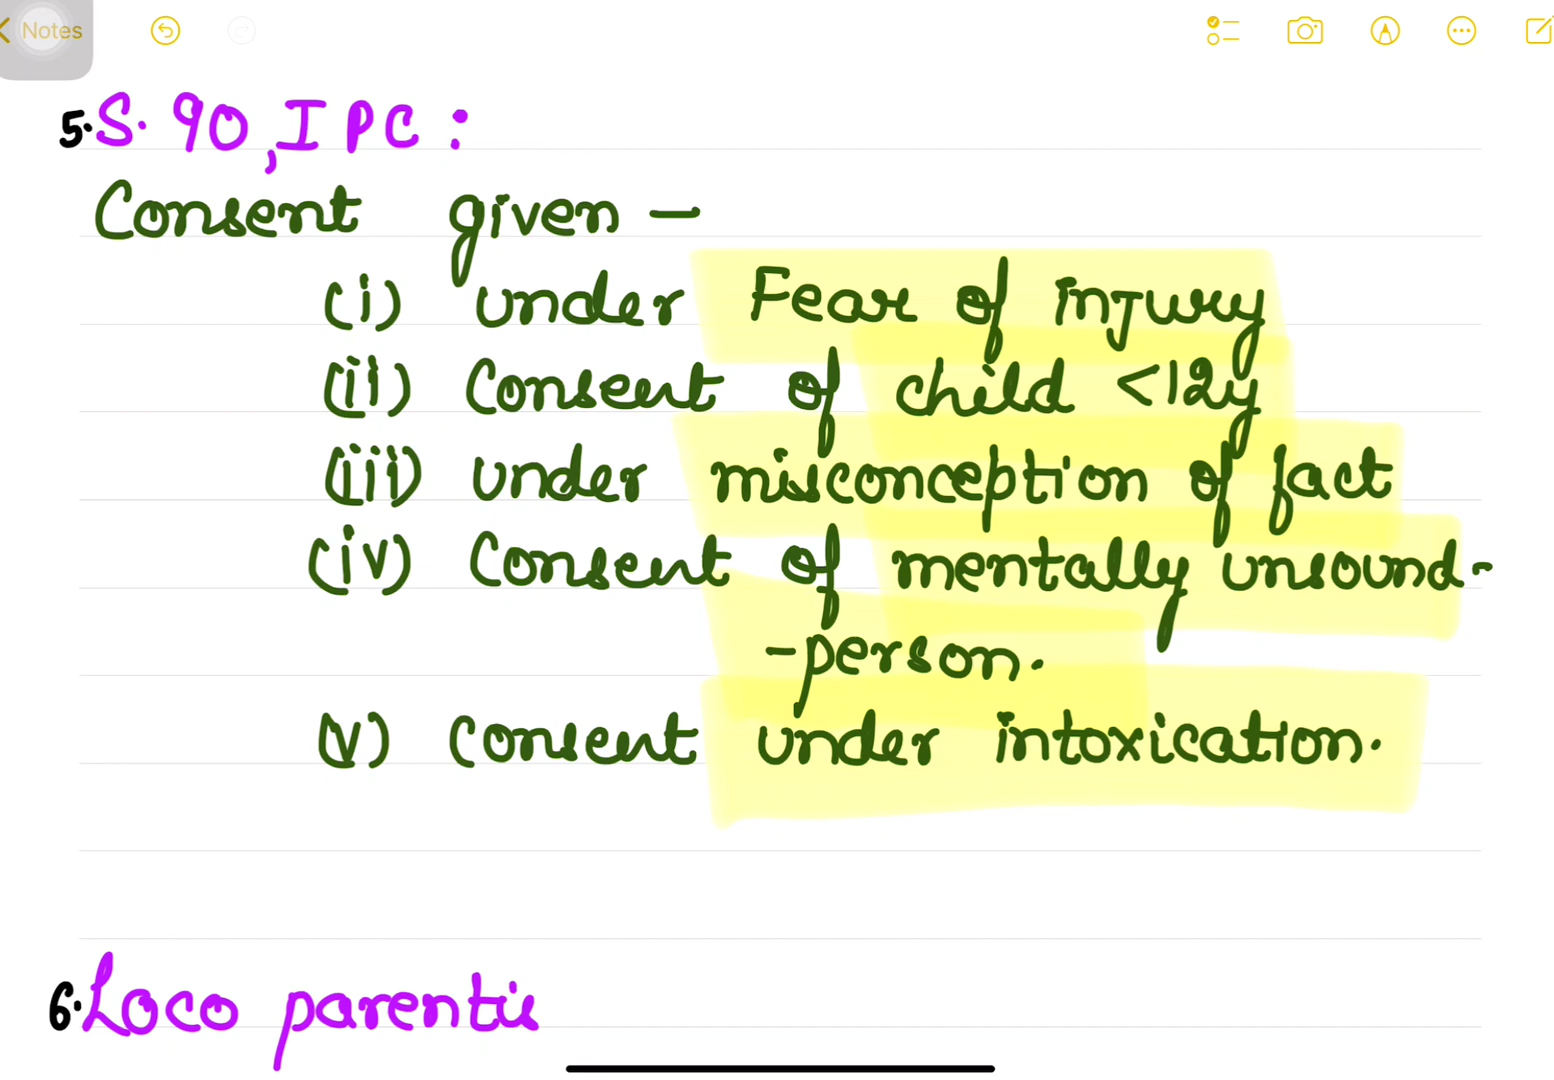 Notes
5. S. 90, IPC :
Consent given –
(i) under Fear of injury
(ii) Consent of child <12y
(iii) under misconception of fact
(iv) Consent of mentally unsound-
-person.
(v) Consent under intoxication.
6. Loco parentis